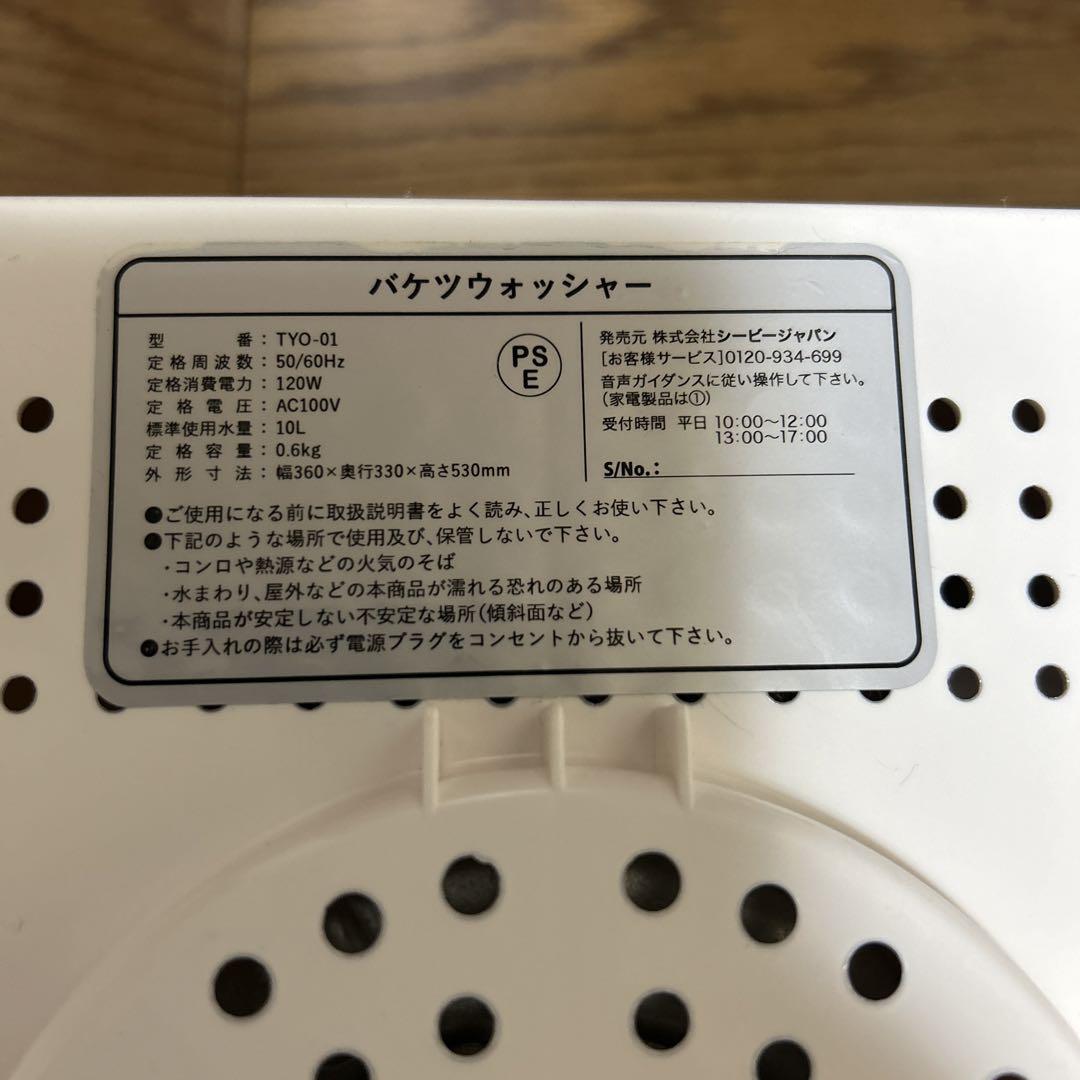 バケツウォッシャー
型番：TYO-01
定格周波数：50/60Hz
定格消費電力：120W
定格電圧：AC100V
標準使用水量：10L
定格容量：0.6kg
外形寸法：幅360×奥行330×高さ530mm
PS
E
発売元 株式会社シービージャパン
[お客様サービス]0120-934-699
音声ガイダンスに従い操作して下さい。
(家電製品は①)
受付時間 平日 10:00〜12:00
13:00〜17:00
S/No.：
●ご使用になる前に取扱説明書をよく読み、正しくお使い下さい。
●下記のような場所で使用及び、保管しないで下さい。
・コンロや熱源などの火気のそば
・水まわり、屋外などの本商品が濡れる恐れのある場所
・本商品が安定しない不安定な場所(傾斜面など)
●お手入れの際は必ず電源プラグをコンセントから抜いて下さい。